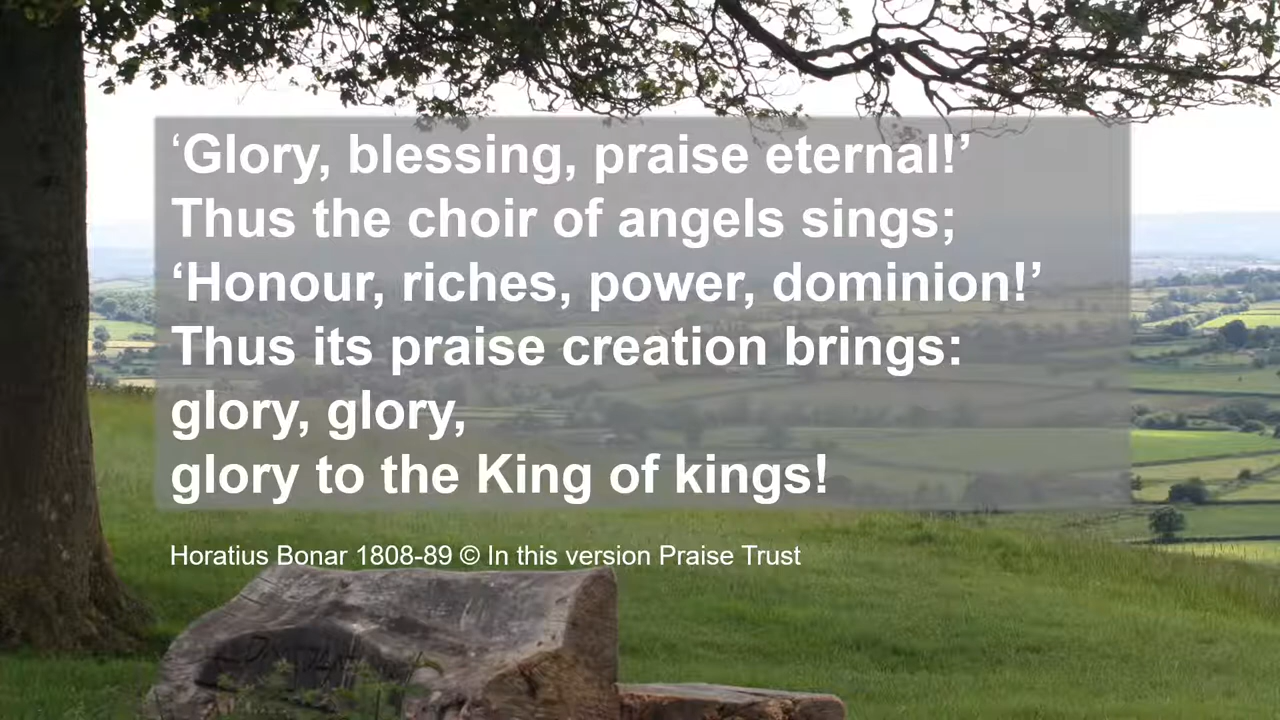 ‘Glory, blessing, praise eternal!’
Thus the choir of angels sings;
‘Honour, riches, power, dominion!’
Thus its praise creation brings:
glory, glory,
glory to the King of kings!
Horatius Bonar 1808-89 © In this version Praise Trust